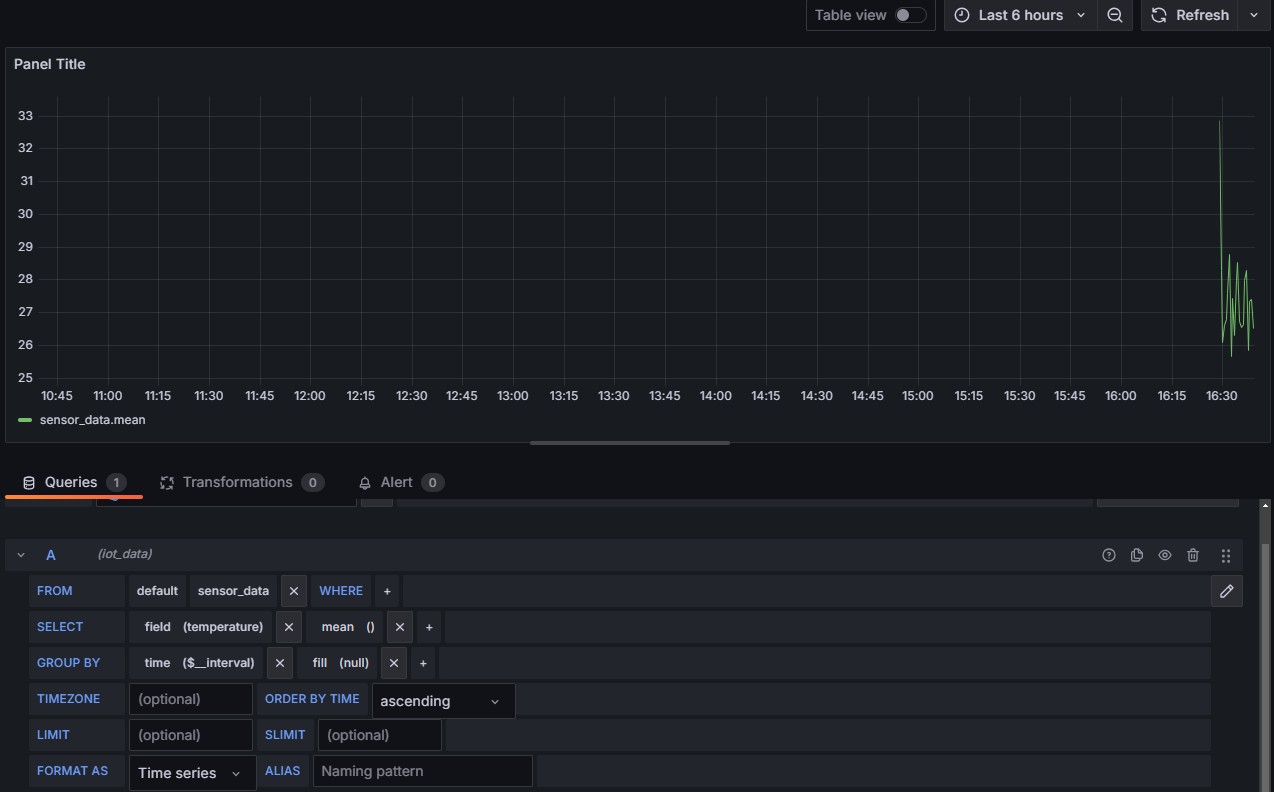 Table view Last 6 hours Refresh
Panel Title
33
32
31
30
29
28
27
26
25
10:45 11:00 11:15 11:30 11:45 12:00 12:15 12:30 12:45 13:00 13:15 13:30 13:45 14:00 14:15 14:30 14:45 15:00 15:15 15:30 15:45 16:00 16:15 16:30
sensor_data.mean
Queries 1 Transformations 0 Alert 0
A (iot_data)
FROM default sensor_data WHERE +
SELECT field (temperature) mean () +
GROUP BY time ($__interval) fill (null) +
TIMEZONE (optional) ORDER BY TIME ascending
LIMIT (optional) SLIMIT (optional)
FORMAT AS Time series ALIAS Naming pattern